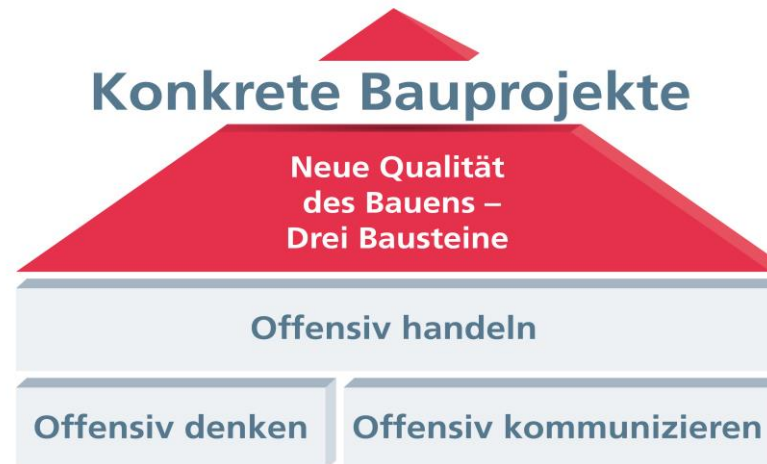 Konkrete Bauprojekte
Neue Qualität
des Bauens –
Drei Bausteine
Offensiv handeln
Offensiv denken
Offensiv kommunizieren